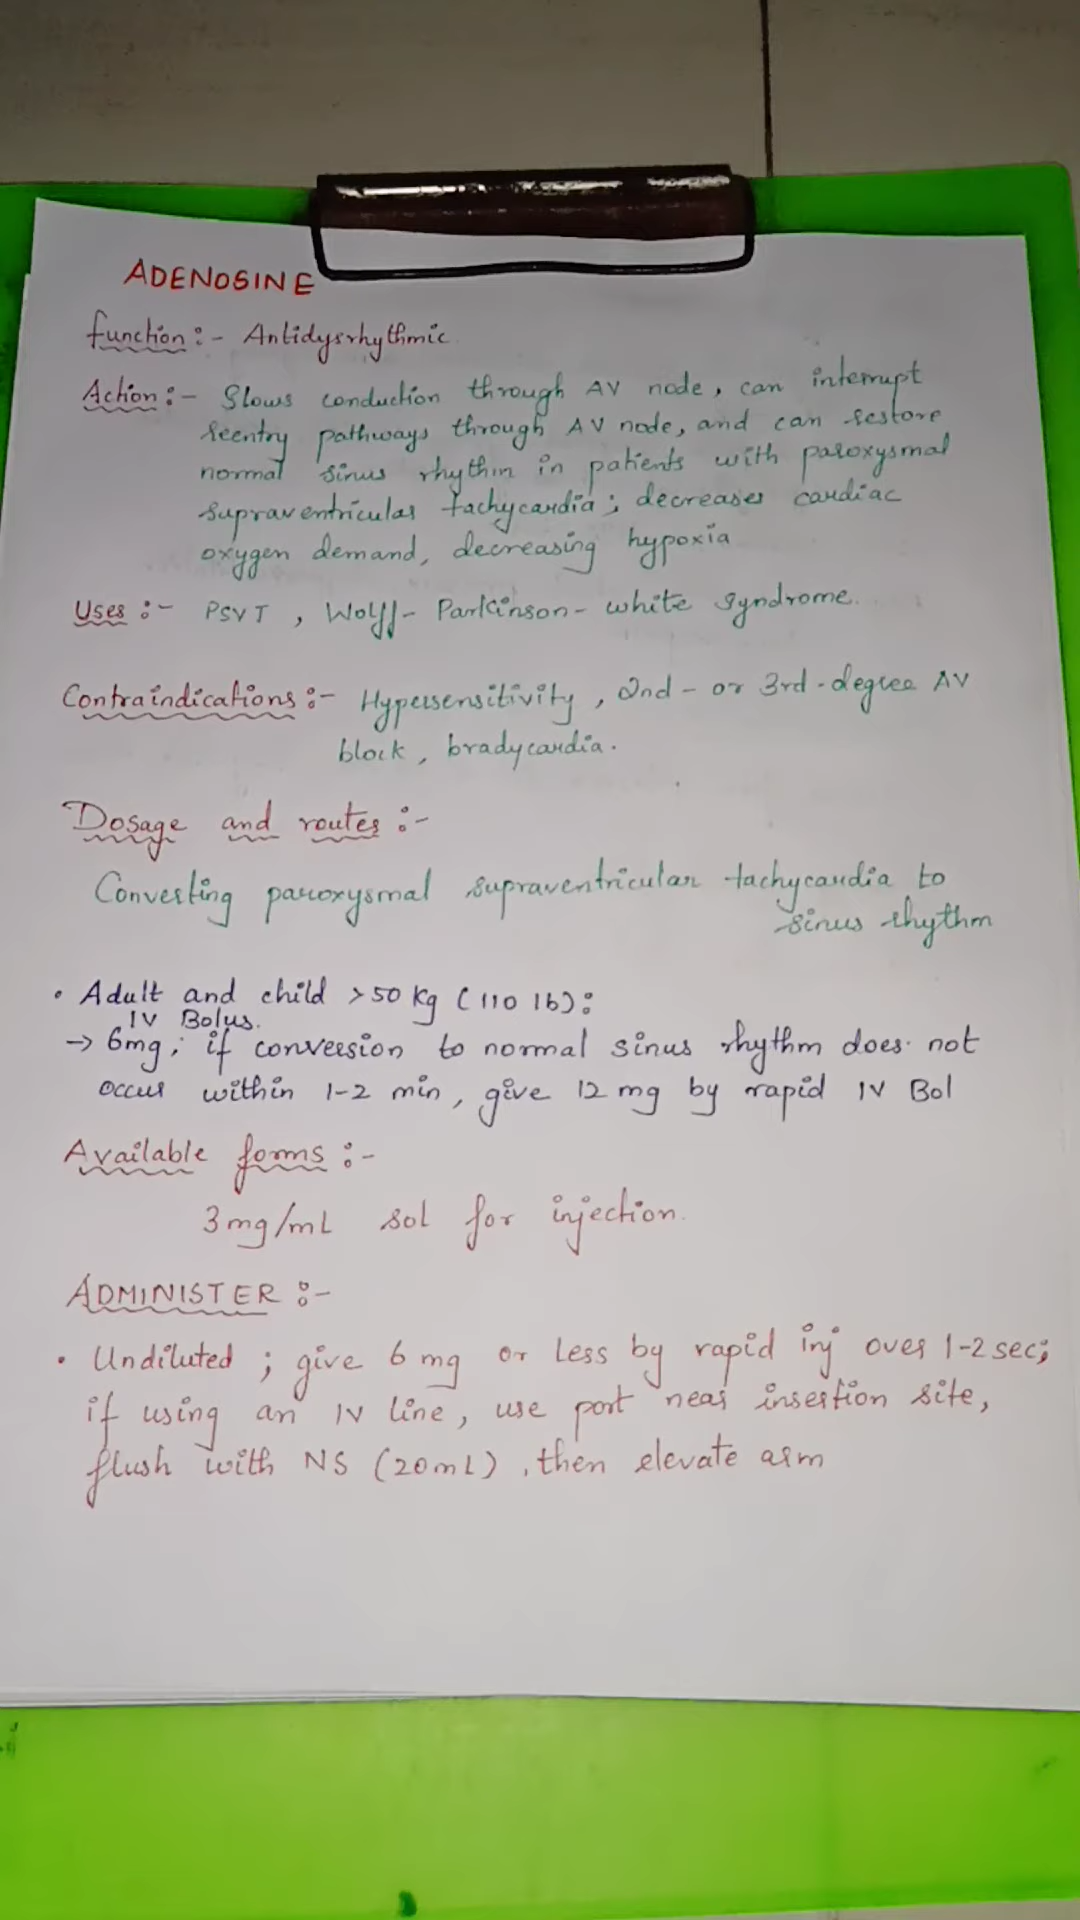 ADENOSINE
function :- Antidysrhythmic
Action :- Slows conduction through AV node, can interrupt
reentry pathways through AV node, and can restore
normal sinus rhythm in patients with paroxysmal
supraventricular tachycardia; decreases cardiac
oxygen demand, decreasing hypoxia
Uses :- PSVT, Wolff-Parkinson-white syndrome.
Contraindications :- Hypersensitivity, 2nd- or 3rd-degree AV
block, bradycardia.
Dosage and routes :-
Converting paroxysmal supraventricular tachycardia to
sinus rhythm
• Adult and child >50 kg (110 lb):
IV Bolus.
→ 6mg; if conversion to normal sinus rhythm does not
occur within 1-2 min, give 12 mg by rapid IV Bol
Available forms :-
3mg/mL sol for injection.
ADMINISTER :-
• Undiluted; give 6 mg or less by rapid inj over 1-2 sec;
if using an IV line, use port near insertion site,
flush with NS (20mL), then elevate arm